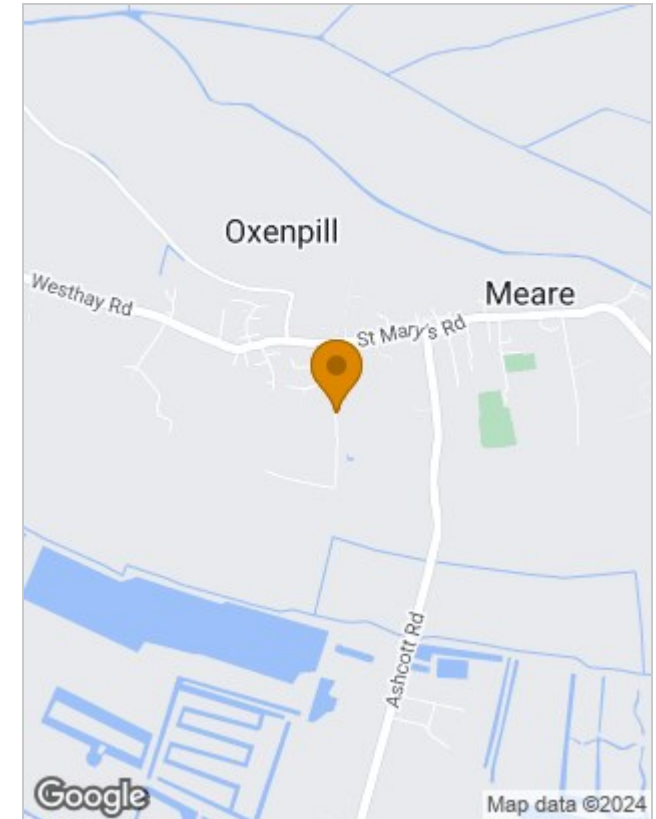 Oxenpill
Westhay Rd
Meare
St Mary's Rd
Ashcott Rd
Google
Map data ©2024